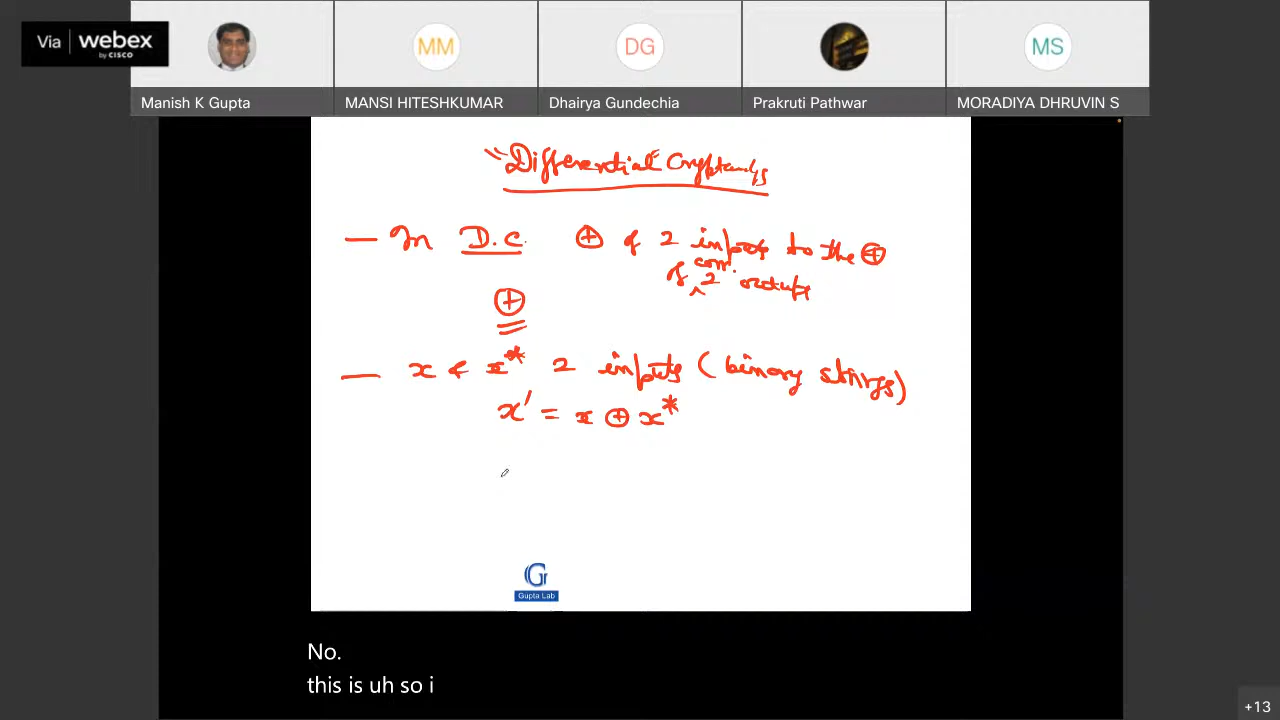 Via webex
by CISCO
MM
DG
MS
Manish K Gupta
MANSI HITESHKUMAR
Dhairya Gundechia
Prakruti Pathwar
MORADIYA DHRUVIN S
"Differential" Cryptanalys
— In D.C. ⊕ of 2 inputs to the ⊕
of corr. 2 outputs
⊕
— x & x* 2 inputs (binary strings)
x' = x ⊕ x*
G
Gupta Lab
No.
this is uh so i
+13